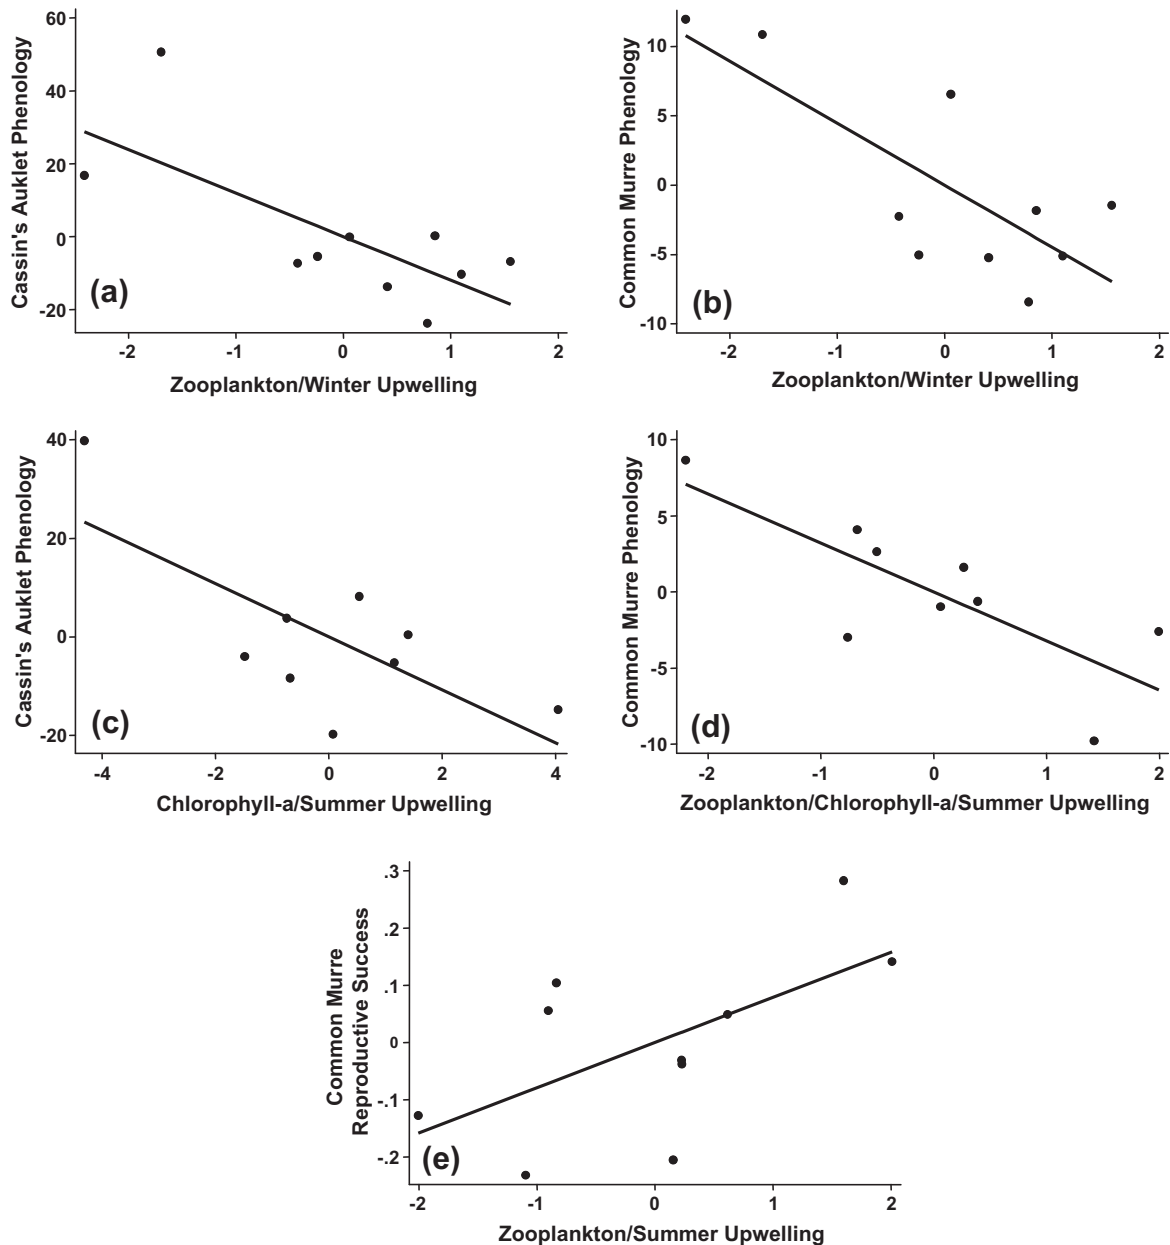 Cassin's Auklet Phenology
60
40
20
0
-20
(a)
-2 -1 0 1 2
Zooplankton/Winter Upwelling
Common Murre Phenology
10
5
0
-5
-10
(b)
-2 -1 0 1 2
Zooplankton/Winter Upwelling
Cassin's Auklet Phenology
40
20
0
-20
(c)
-4 -2 0 2 4
Chlorophyll-a/Summer Upwelling
Common Murre Phenology
10
5
0
-5
-10
(d)
-2 -1 0 1 2
Zooplankton/Chlorophyll-a/Summer Upwelling
Common Murre
Reproductive Success
.3
.2
.1
0
-.1
-.2
(e)
-2 -1 0 1 2
Zooplankton/Summer Upwelling